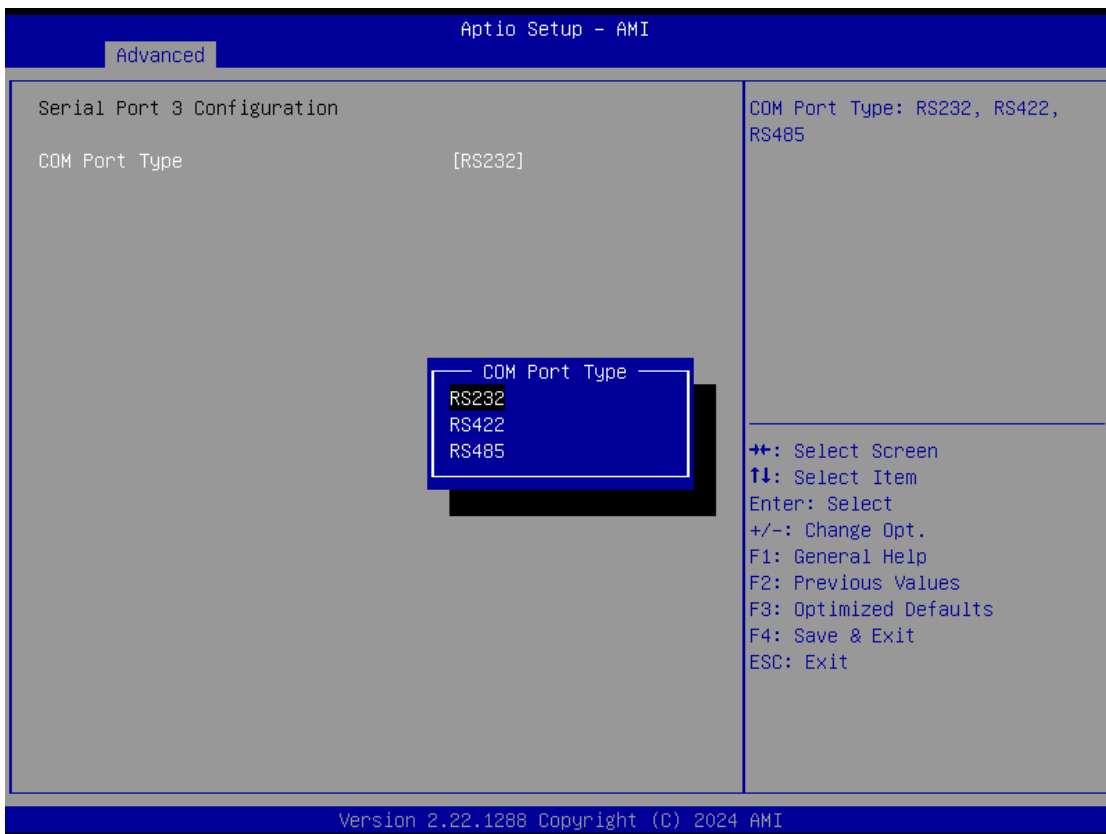 Aptio Setup - AMI
Advanced
Serial Port 3 Configuration
COM Port Type [RS232]
COM Port Type
RS232
RS422
RS485
COM Port Type: RS232, RS422,
RS485
→←: Select Screen
↑↓: Select Item
Enter: Select
+/-: Change Opt.
F1: General Help
F2: Previous Values
F3: Optimized Defaults
F4: Save & Exit
ESC: Exit
Version 2.22.1288 Copyright (C) 2024 AMI